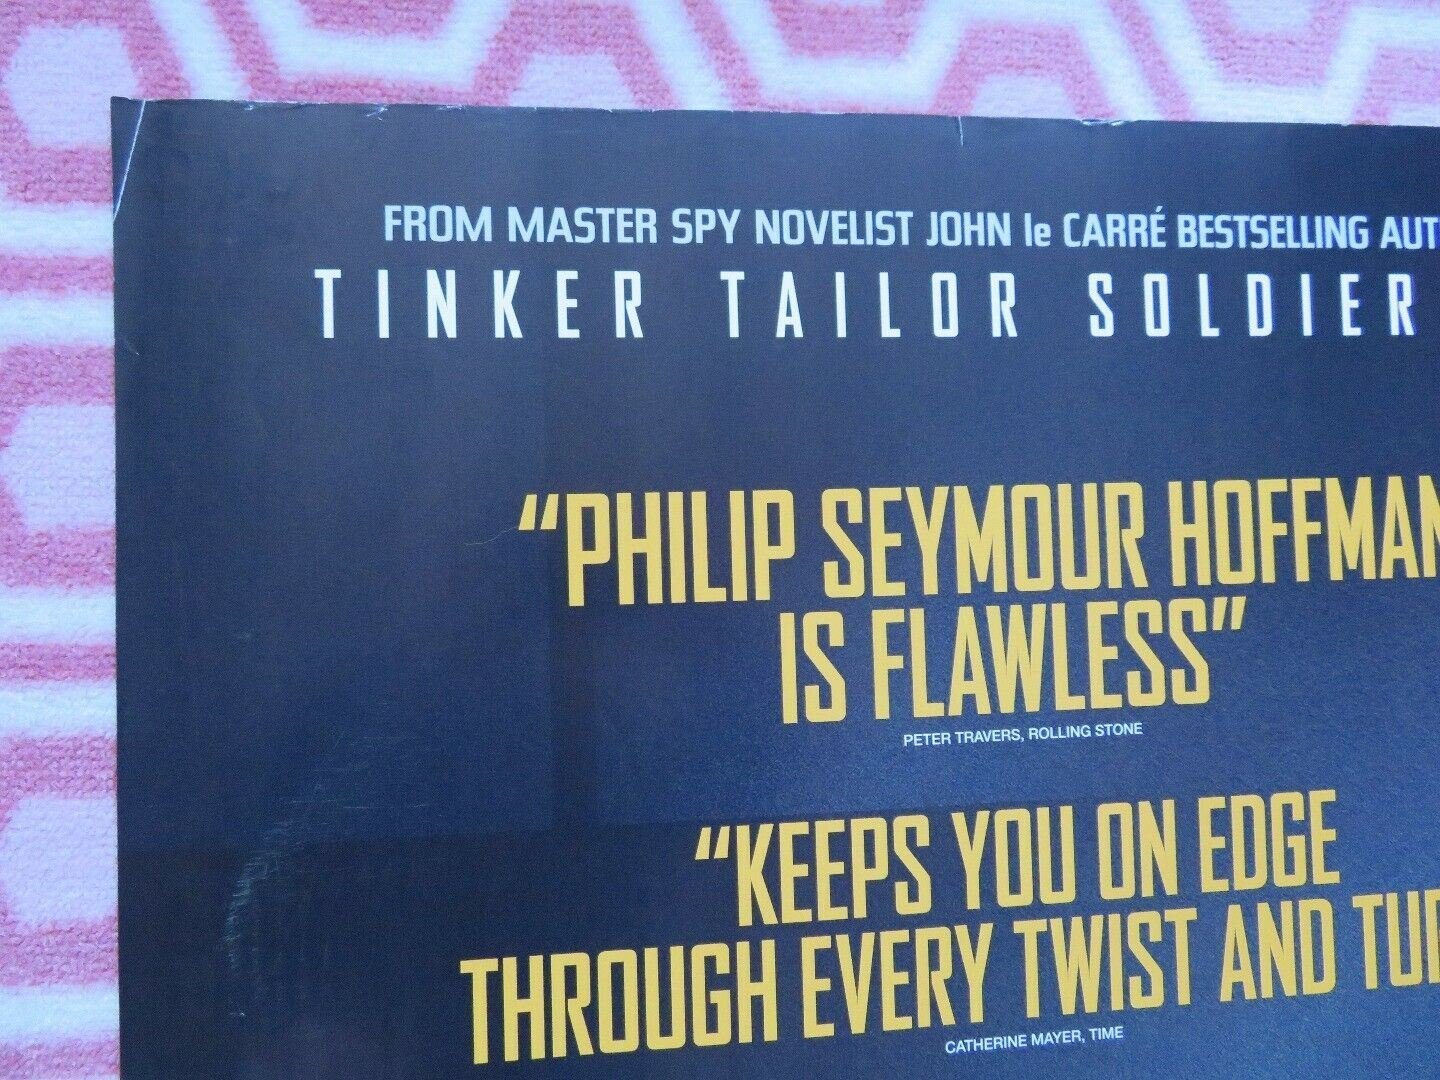 FROM MASTER SPY NOVELIST JOHN le CARRÉ BESTSELLING AUT
TINKER TAILOR SOLDIER
"PHILIP SEYMOUR HOFFMAN
IS FLAWLESS"
PETER TRAVERS, ROLLING STONE
"KEEPS YOU ON EDGE
THROUGH EVERY TWIST AND TU
CATHERINE MAYER, TIME